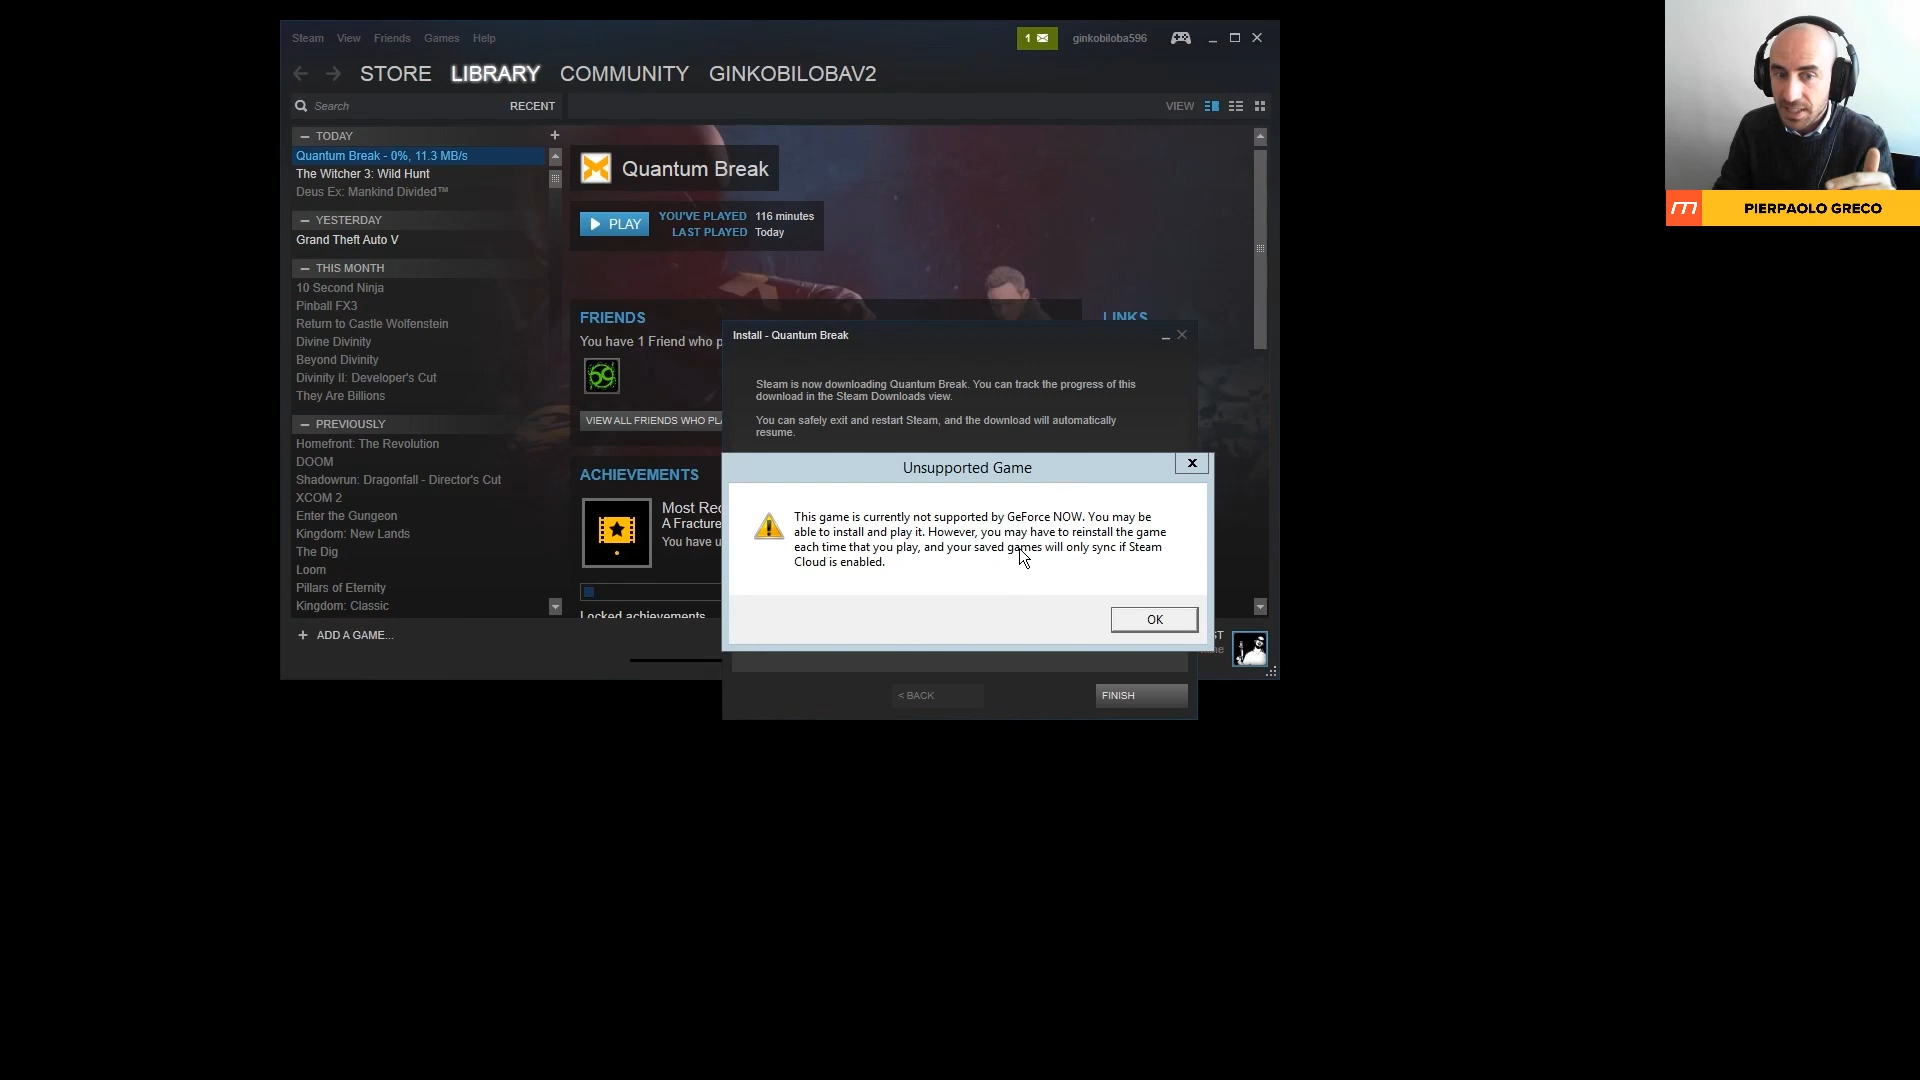 Steam View Friends Games Help
1
ginkobiloba596
STORE LIBRARY COMMUNITY GINKOBILOBAV2
Search
RECENT
VIEW
— TODAY +
Quantum Break - 0%, 11.3 MB/s
The Witcher 3: Wild Hunt
Deus Ex: Mankind Divided™
— YESTERDAY
Grand Theft Auto V
— THIS MONTH
10 Second Ninja
Pinball FX3
Return to Castle Wolfenstein
Divine Divinity
Beyond Divinity
Divinity II: Developer's Cut
They Are Billions
— PREVIOUSLY
Homefront: The Revolution
DOOM
Shadowrun: Dragonfall - Director's Cut
XCOM 2
Enter the Gungeon
Kingdom: New Lands
The Dig
Loom
Pillars of Eternity
Kingdom: Classic
+ ADD A GAME...
Quantum Break
PLAY
YOU'VE PLAYED 116 minutes
LAST PLAYED Today
FRIENDS
You have 1 Friend who p
VIEW ALL FRIENDS WHO PL
ACHIEVEMENTS
Most Rec
A Fracture
You have u
Locked achievements
LINKS
Install - Quantum Break
Steam is now downloading Quantum Break. You can track the progress of this
download in the Steam Downloads view.
You can safely exit and restart Steam, and the download will automatically
resume.
Unsupported Game
x
This game is currently not supported by GeForce NOW. You may be
able to install and play it. However, you may have to reinstall the game
each time that you play, and your saved games will only sync if Steam
Cloud is enabled.
OK
ST
ne
< BACK
FINISH
PIERPAOLO GRECO